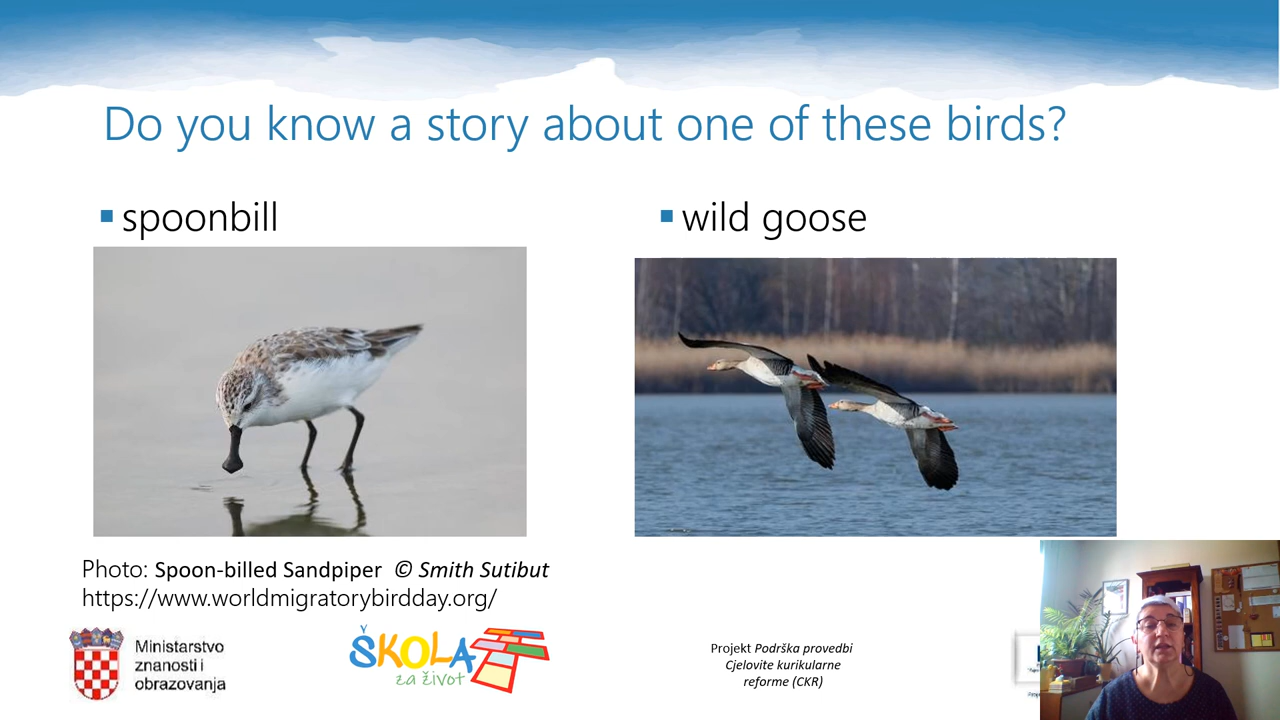 Do you know a story about one of these birds?
spoonbill
wild goose
Photo: Spoon-billed Sandpiper © Smith Sutibut
https://www.worldmigratorybirdday.org/
Ministarstvo
znanosti i
obrazovanja
ŠKOLA
za život
Projekt Podrška provedbi
Cjelovite kurikularne
reforme (CKR)